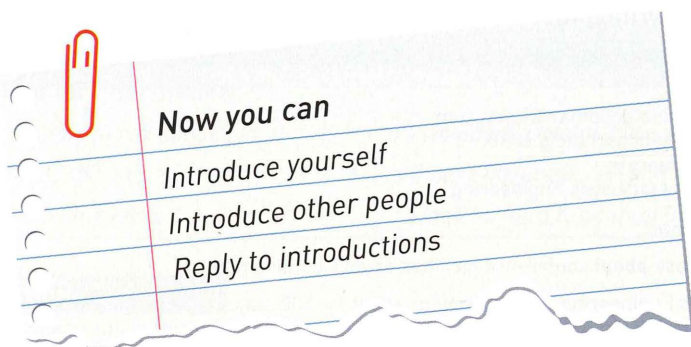 Now you can
Introduce yourself
Introduce other people
Reply to introductions